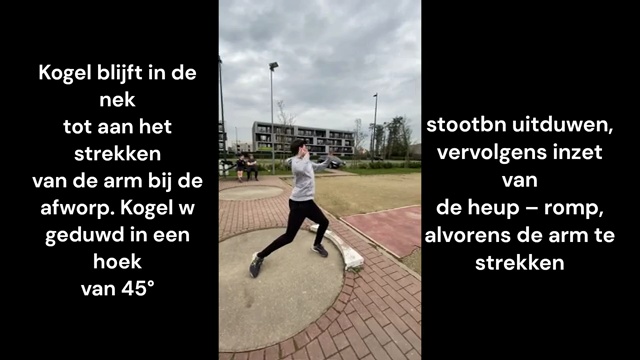 Kogel blijft in de
nek
tot aan het
strekken
van de arm bij de
afworp. Kogel w
geduwd in een
hoek
van 45°
stootbn uitduwen,
vervolgens inzet
van
de heup – romp,
alvorens de arm te
strekken